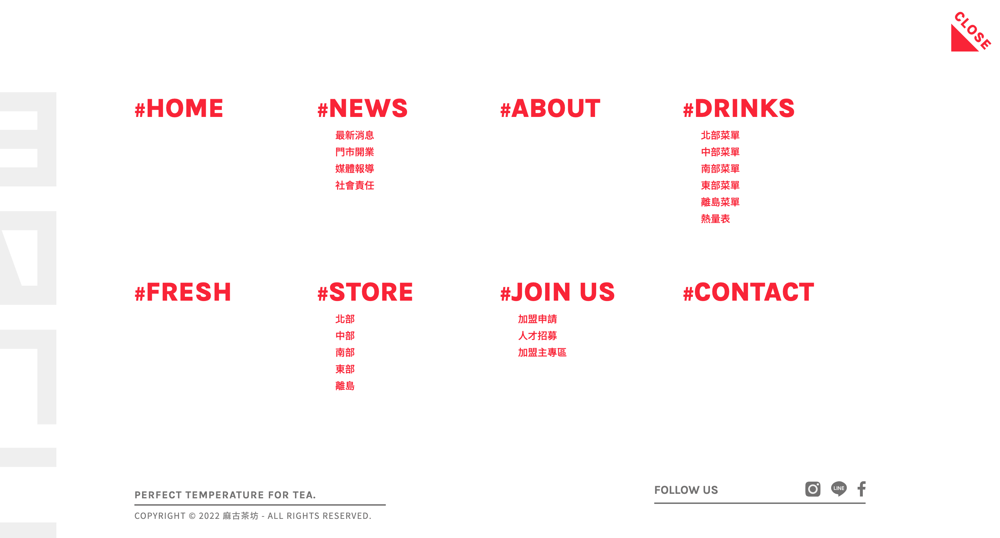 CLOSE
#HOME
#NEWS
最新消息
門市開業
媒體報導
社會責任
#ABOUT
#DRINKS
北部菜單
中部菜單
南部菜單
東部菜單
離島菜單
熱量表
#FRESH
#STORE
北部
中部
南部
東部
離島
#JOIN US
加盟申請
人才招募
加盟主專區
#CONTACT
PERFECT TEMPERATURE FOR TEA.
COPYRIGHT © 2022 麻古茶坊 - ALL RIGHTS RESERVED.
FOLLOW US
LINE